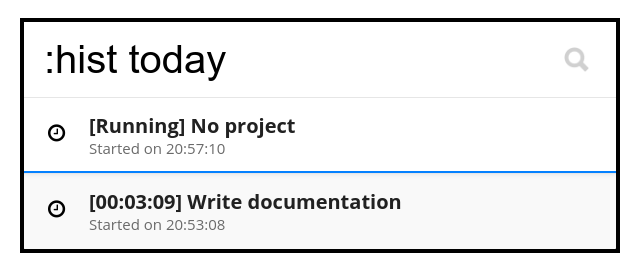 :hist today
[Running] No project
Started on 20:57:10
[00:03:09] Write documentation
Started on 20:53:08